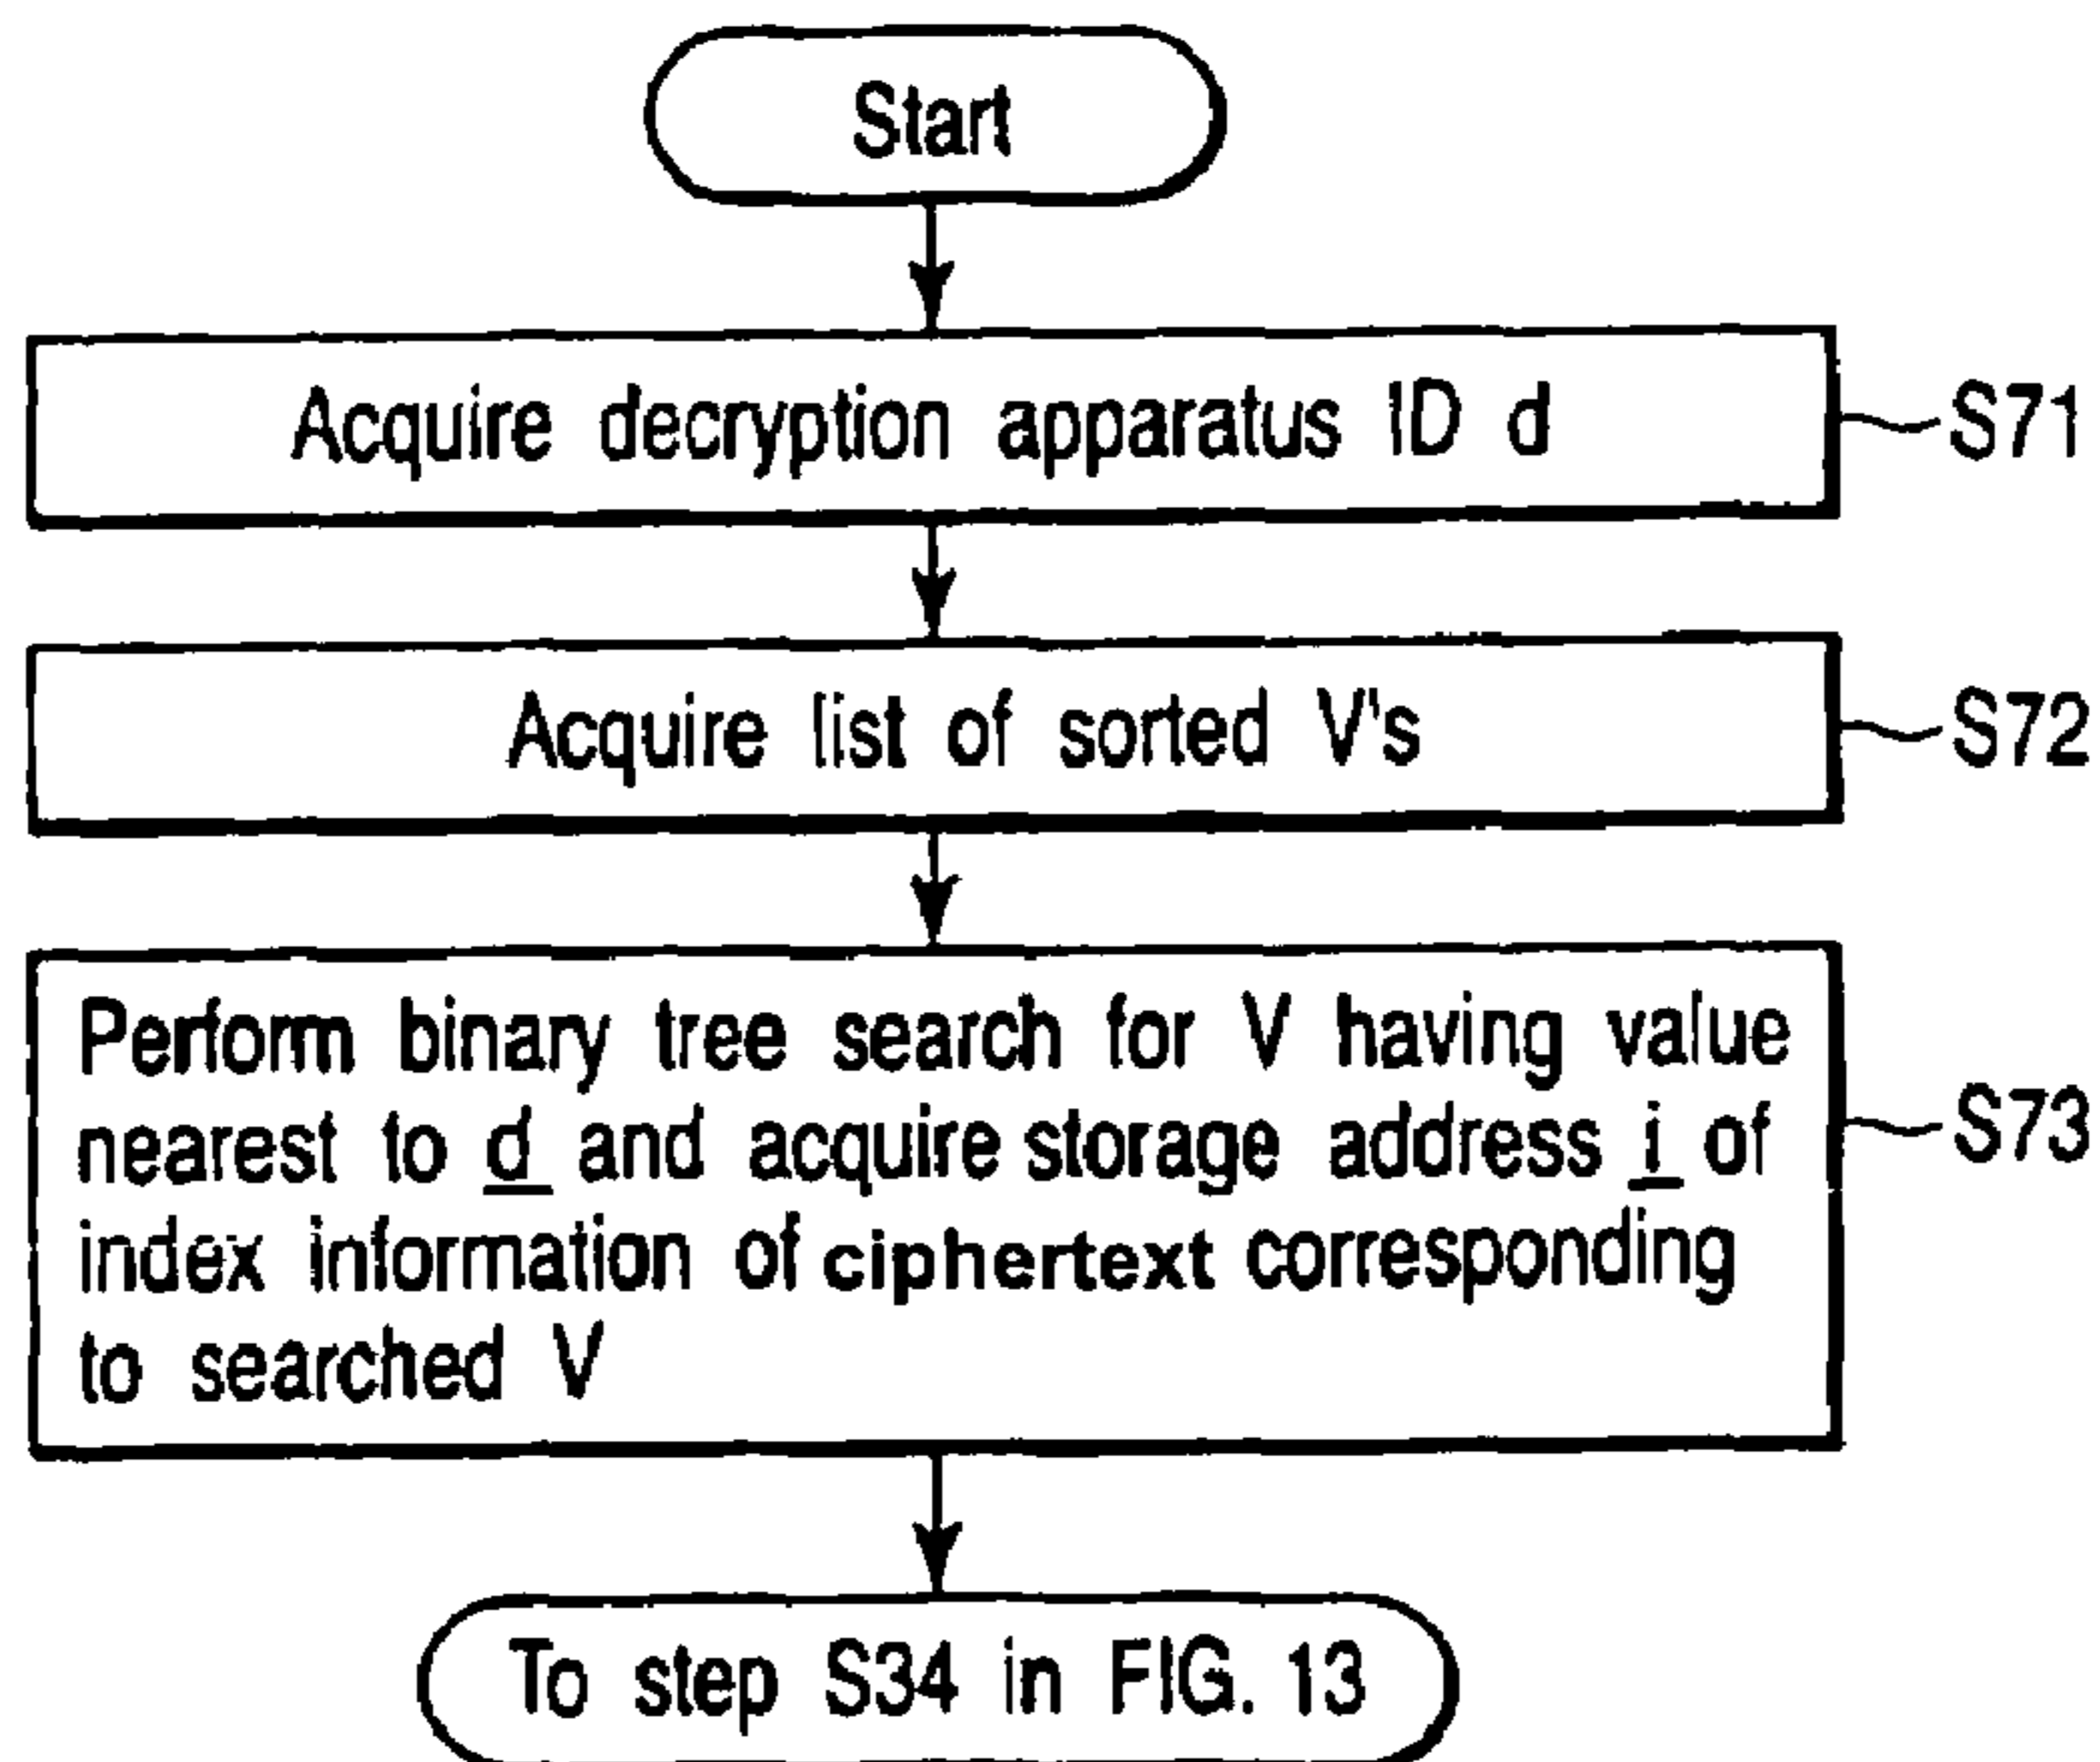 Start
Acquire decryption apparatus ID d
S71
Acquire list of sorted V's
S72
Perform binary tree search for V having value
nearest to d and acquire storage address i of
index information of ciphertext corresponding
to searched V
S73
To step S34 in FIG. 13